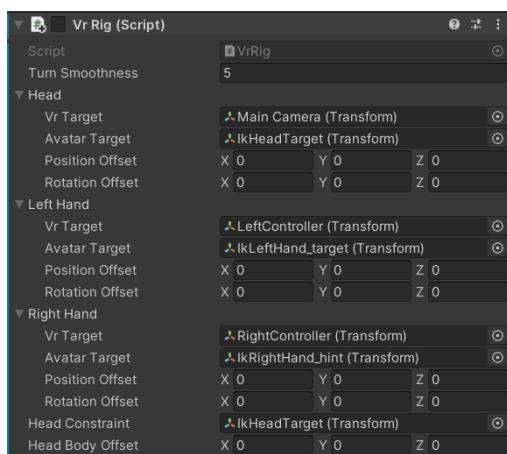 Vr Rig (Script)
Script VrRig
Turn Smoothness 5
Head
Vr Target Main Camera (Transform)
Avatar Target IkHeadTarget (Transform)
Position Offset X 0 Y 0 Z 0
Rotation Offset X 0 Y 0 Z 0
Left Hand
Vr Target LeftController (Transform)
Avatar Target IkLeftHand_target (Transform)
Position Offset X 0 Y 0 Z 0
Rotation Offset X 0 Y 0 Z 0
Right Hand
Vr Target RightController (Transform)
Avatar Target IkRightHand_hint (Transform)
Position Offset X 0 Y 0 Z 0
Rotation Offset X 0 Y 0 Z 0
Head Constraint IkHeadTarget (Transform)
Head Body Offset X 0 Y 0 Z 0